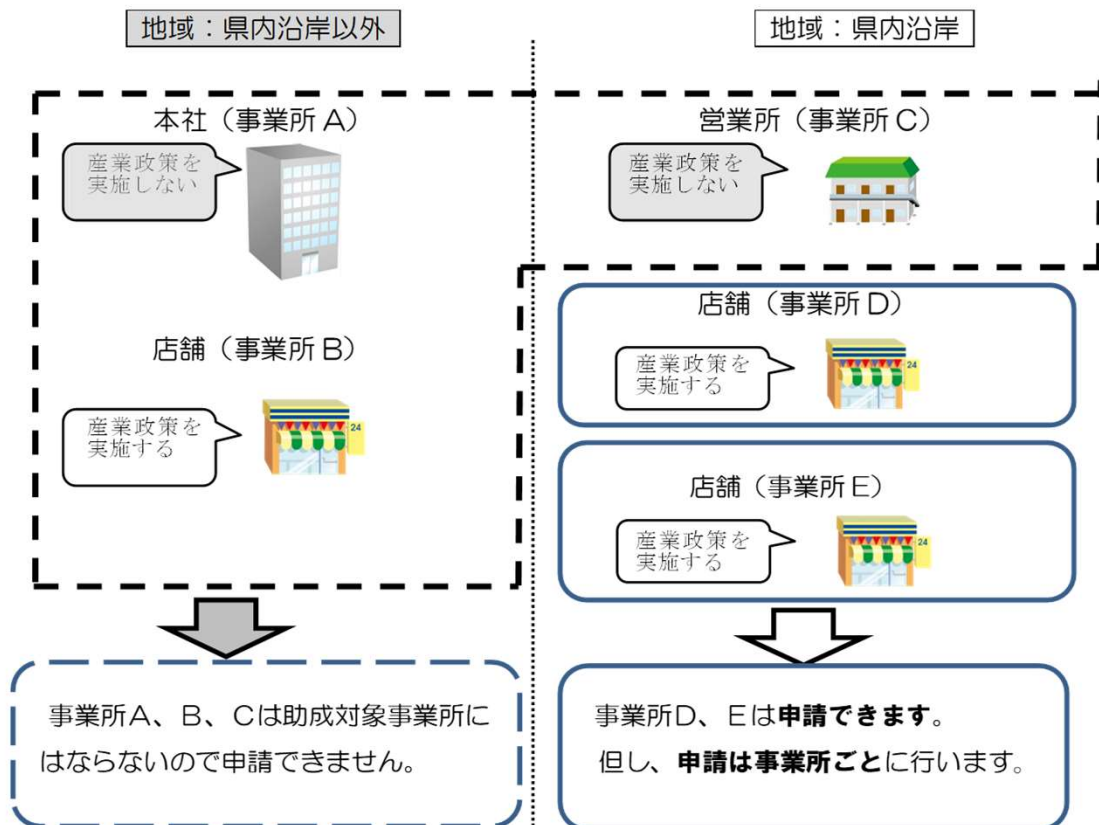 地域：県内沿岸以外
地域：県内沿岸
本社（事業所A）
産業政策を
実施しない
営業所（事業所C）
産業政策を
実施しない
店舗（事業所B）
産業政策を
実施する
24
店舗（事業所D）
産業政策を
実施する
24
店舗（事業所E）
産業政策を
実施する
24
事業所A、B、Cは助成対象事業所に
はならないので申請できません。
事業所D、Eは申請できます。
但し、申請は事業所ごとに行います。